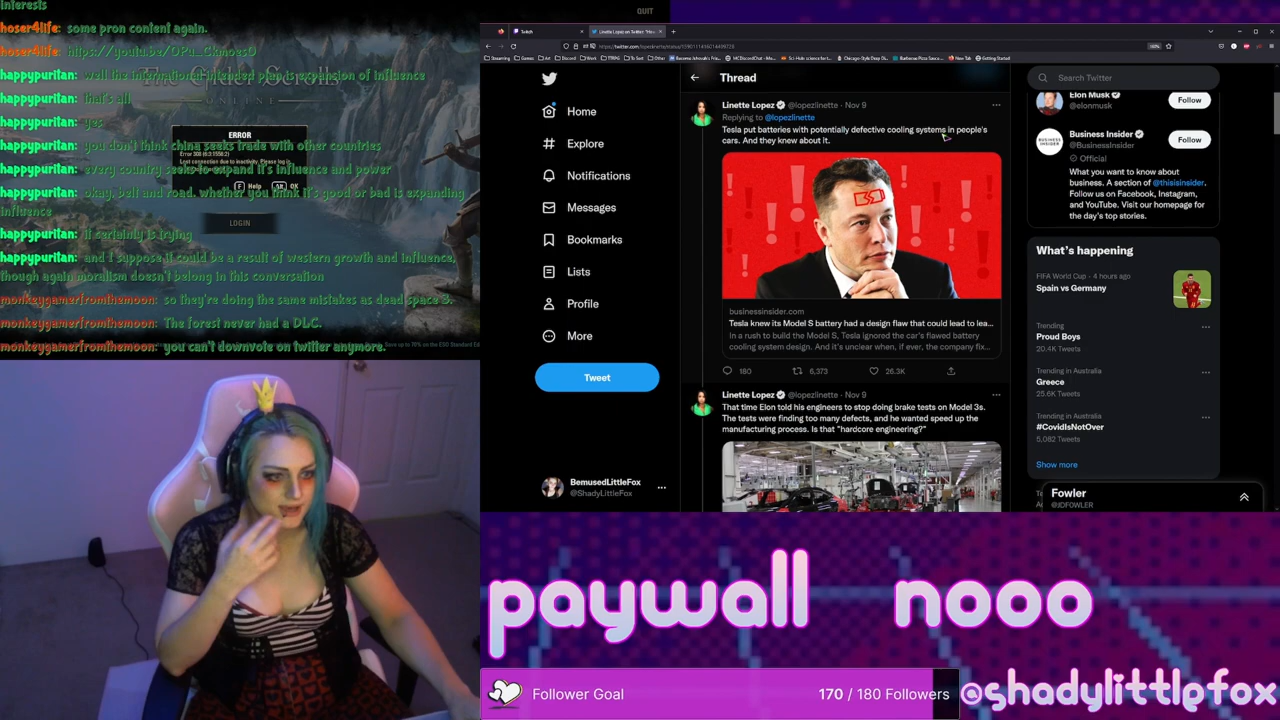 interests
hoser4life: some pron content again.
happypuritan: well the international intended plan is expansion of influence
happypuritan: that's all
happypuritan: yes
happypuritan: you don't think china seeks trade with other countries
happypuritan: every country seeks to expand it's influence and power
happypuritan: okay, belt and road. whether you think it's good or bad is expanding
influence
happypuritan: it certainly is trying
happypuritan: and I suppose it could be a result of western growth and influence,
though again moralism doesn't belong in this conversation
monkeygamerfromthemoon: so they're doing the same mistakes as dead space 3.
monkeygamerfromthemoon: The forest never had a DLC.
monkeygamerfromthemoon: you can't downvote on twitter anymore.
QUIT
ONLINE
ERROR
Help
OK
LOGIN
Twitch
Home
Explore
Notifications
Messages
Bookmarks
Lists
Profile
More
Tweet
BemusedLittleFox
@ShadyLittleFox
Thread
Linette Lopez @lopezlinette · Nov 9
Replying to @lopezlinette
Tesla put batteries with potentially defective cooling systems in people's
cars. And they knew about it.
businessinsider.com
Tesla knew its Model S battery had a design flaw that could lead to lea...
In a rush to build the Model S, Tesla ignored the car's flawed battery
cooling system design. And it's unclear when, if ever, the company fix...
180
6,373
26.3K
Linette Lopez @lopezlinette · Nov 9
That time Elon told his engineers to stop doing brake tests on Model 3s.
The tests were finding too many defects, and he wanted speed up the
manufacturing process. Is that "hardcore engineering?"
Search Twitter
Elon Musk
@elonmusk
Follow
Business Insider
@BusinessInsider
Official
Follow
What you want to know about
business. A section of @thisisinsider.
Follow us on Facebook, Instagram,
and YouTube. Visit our homepage for
the day's top stories.
What's happening
FIFA World Cup · 4 hours ago
Spain vs Germany
Trending
Proud Boys
20.4K Tweets
Trending in Australia
Greece
25.6K Tweets
Trending in Australia
#CovidIsNotOver
5,082 Tweets
Show more
Fowler
@JDFOWLER
paywall nooo
Follower Goal
170 / 180 Followers
@shadylittlefox